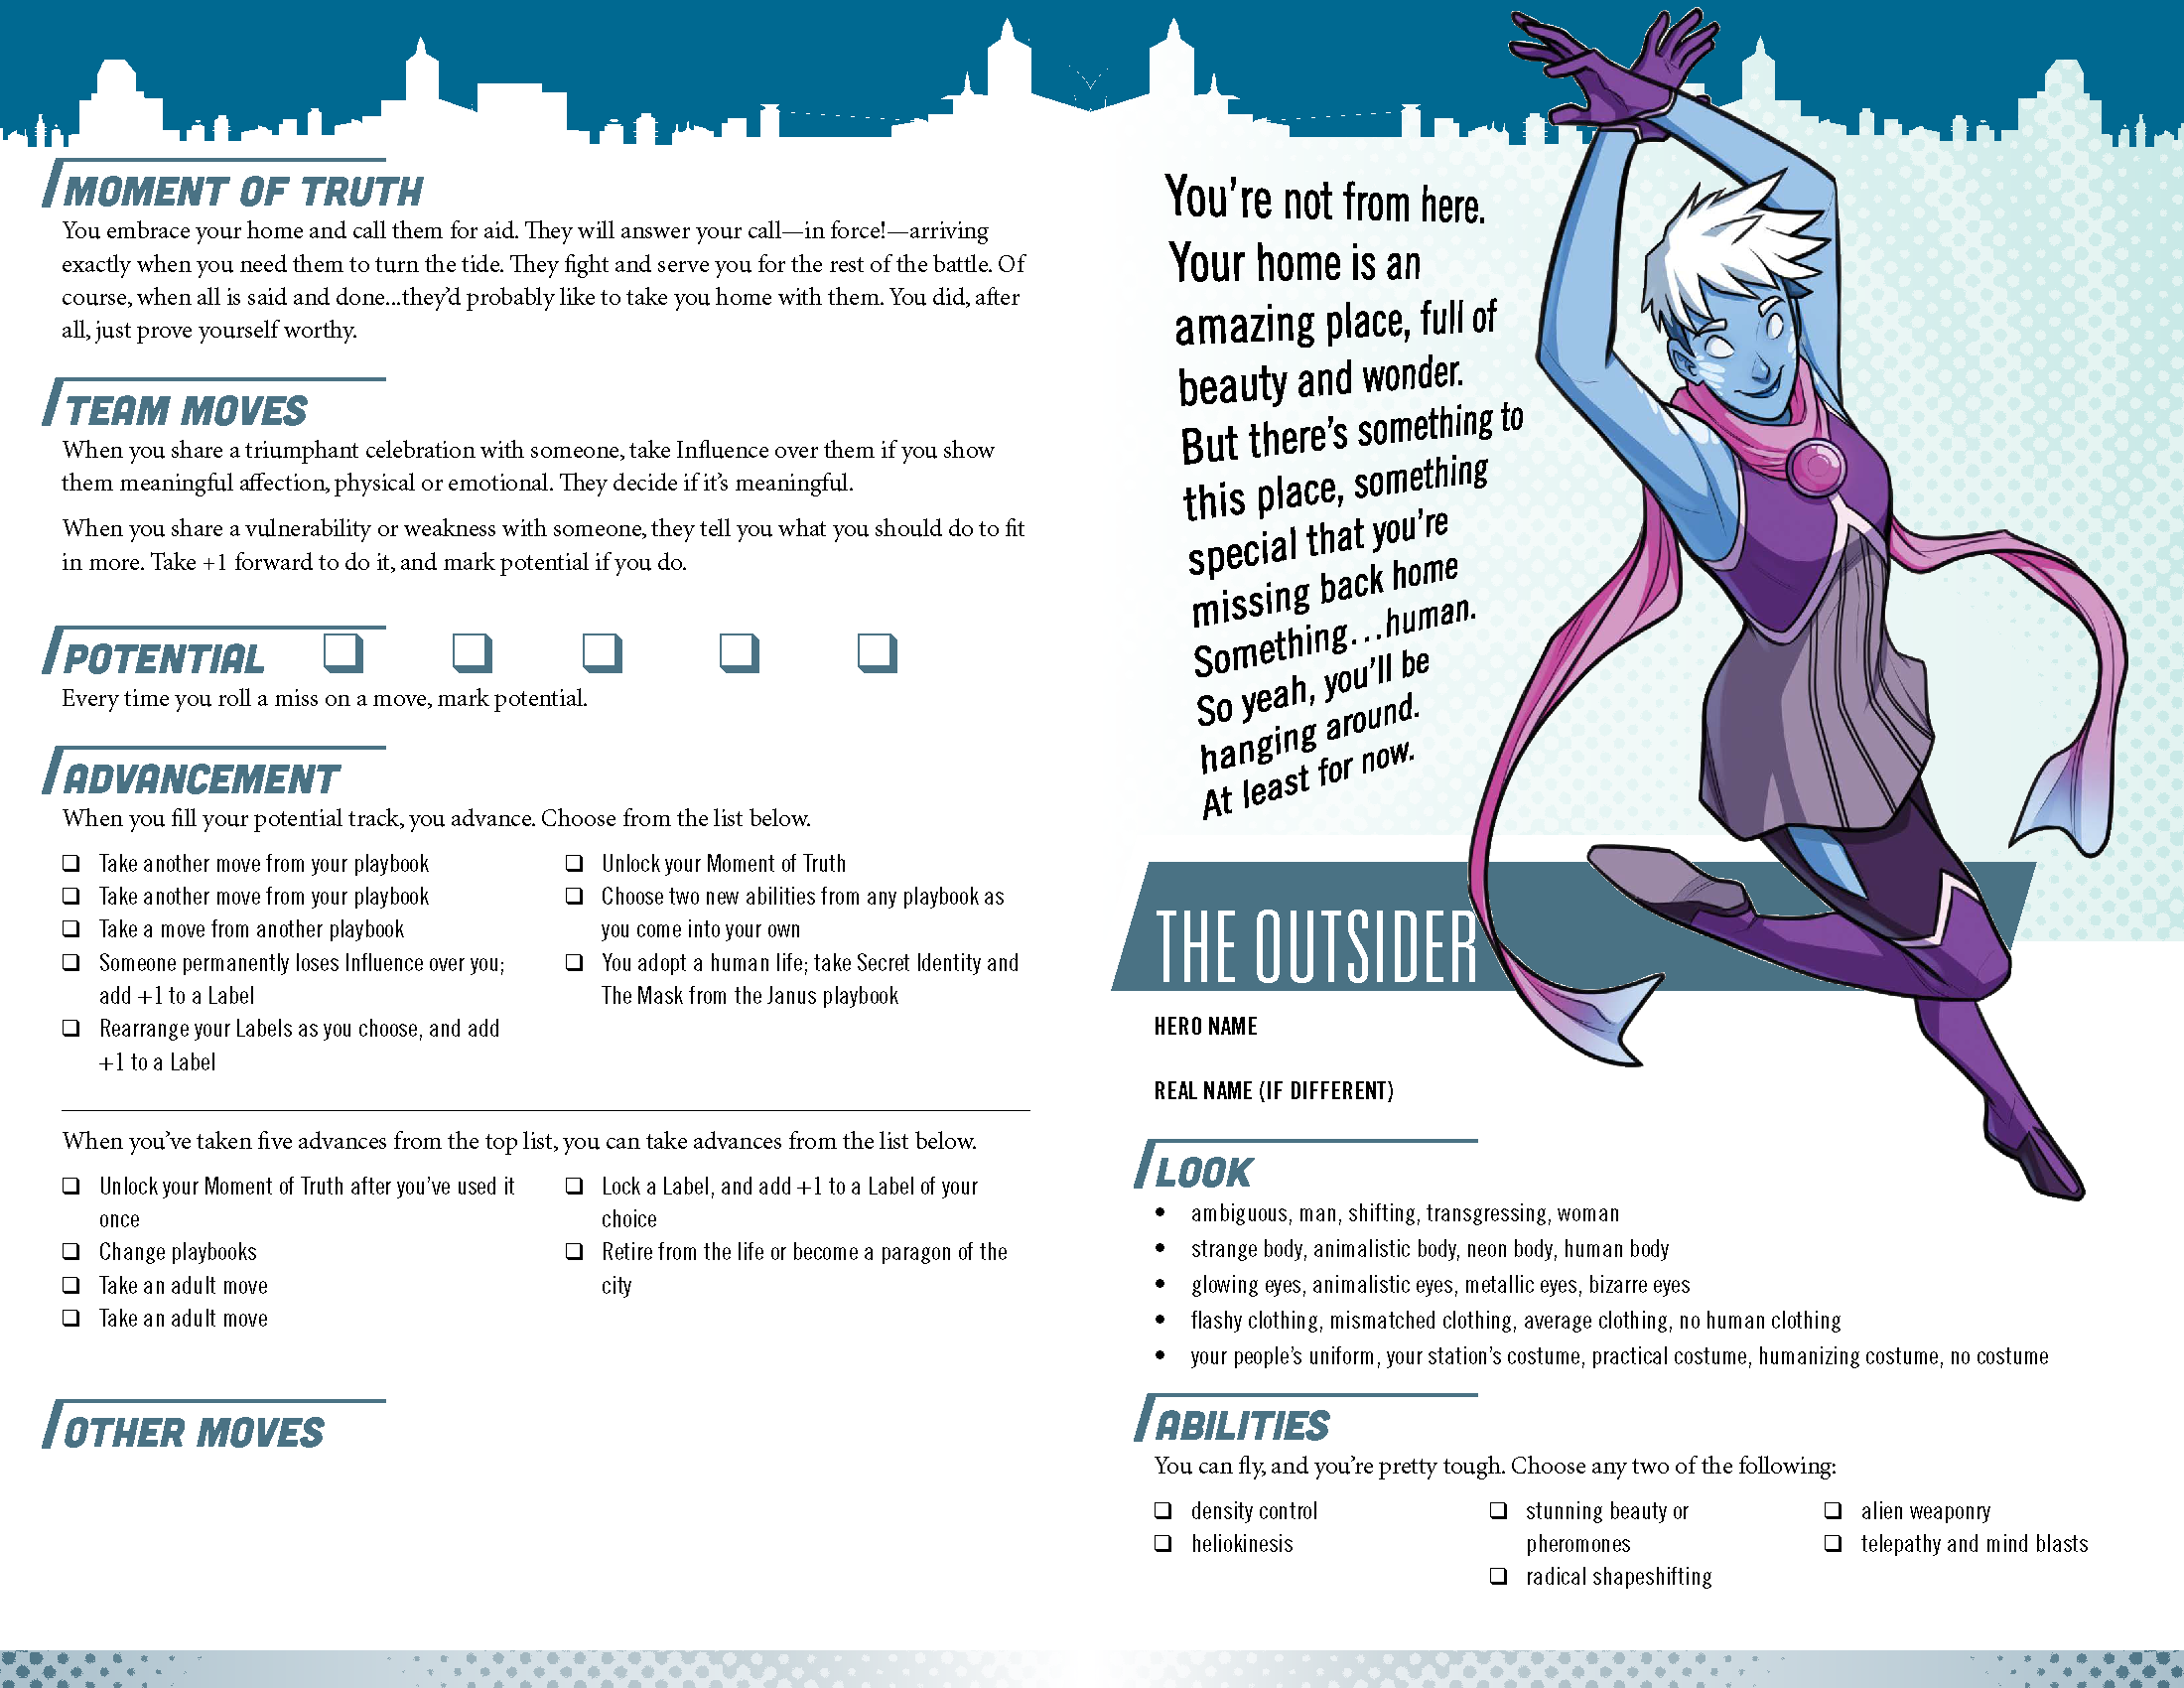 MOMENT OF TRUTH
You embrace your home and call them for aid. They will answer your call—in force!—arriving
exactly when you need them to turn the tide. They fight and serve you for the rest of the battle. Of
course, when all is said and done...they’d probably like to take you home with them. You did, after
all, just prove yourself worthy.
TEAM MOVES
When you share a triumphant celebration with someone, take Influence over them if you show
them meaningful affection, physical or emotional. They decide if it’s meaningful.
When you share a vulnerability or weakness with someone, they tell you what you should do to fit
in more. Take +1 forward to do it, and mark potential if you do.
POTENTIAL
Every time you roll a miss on a move, mark potential.
ADVANCEMENT
When you fill your potential track, you advance. Choose from the list below.
Take another move from your playbook
Take another move from your playbook
Take a move from another playbook
Someone permanently loses Influence over you;
add +1 to a Label
Rearrange your Labels as you choose, and add
+1 to a Label
Unlock your Moment of Truth
Choose two new abilities from any playbook as
you come into your own
You adopt a human life; take Secret Identity and
The Mask from the Janus playbook
When you’ve taken five advances from the top list, you can take advances from the list below.
Unlock your Moment of Truth after you’ve used it
once
Change playbooks
Take an adult move
Take an adult move
Lock a Label, and add +1 to a Label of your
choice
Retire from the life or become a paragon of the
city
OTHER MOVES
You’re not from here.
Your home is an
amazing place, full of
beauty and wonder.
But there’s something to
this place, something
special that you’re
missing back home
Something...human.
So yeah, you’ll be
hanging around.
At least for now.
THE OUTSIDER
HERO NAME
REAL NAME (IF DIFFERENT)
LOOK
• ambiguous, man, shifting, transgressing, woman
• strange body, animalistic body, neon body, human body
• glowing eyes, animalistic eyes, metallic eyes, bizarre eyes
• flashy clothing, mismatched clothing, average clothing, no human clothing
• your people’s uniform, your station’s costume, practical costume, humanizing costume, no costume
ABILITIES
You can fly, and you’re pretty tough. Choose any two of the following:
density control
heliokinesis
stunning beauty or
pheromones
radical shapeshifting
alien weaponry
telepathy and mind blasts